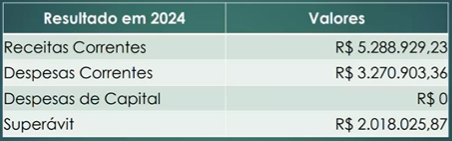 Resultado em 2024 Valores
Receitas Correntes R$ 5.288.929,23
Despesas Correntes R$ 3.270.903,36
Despesas de Capital R$ 0
Superávit R$ 2.018.025,87